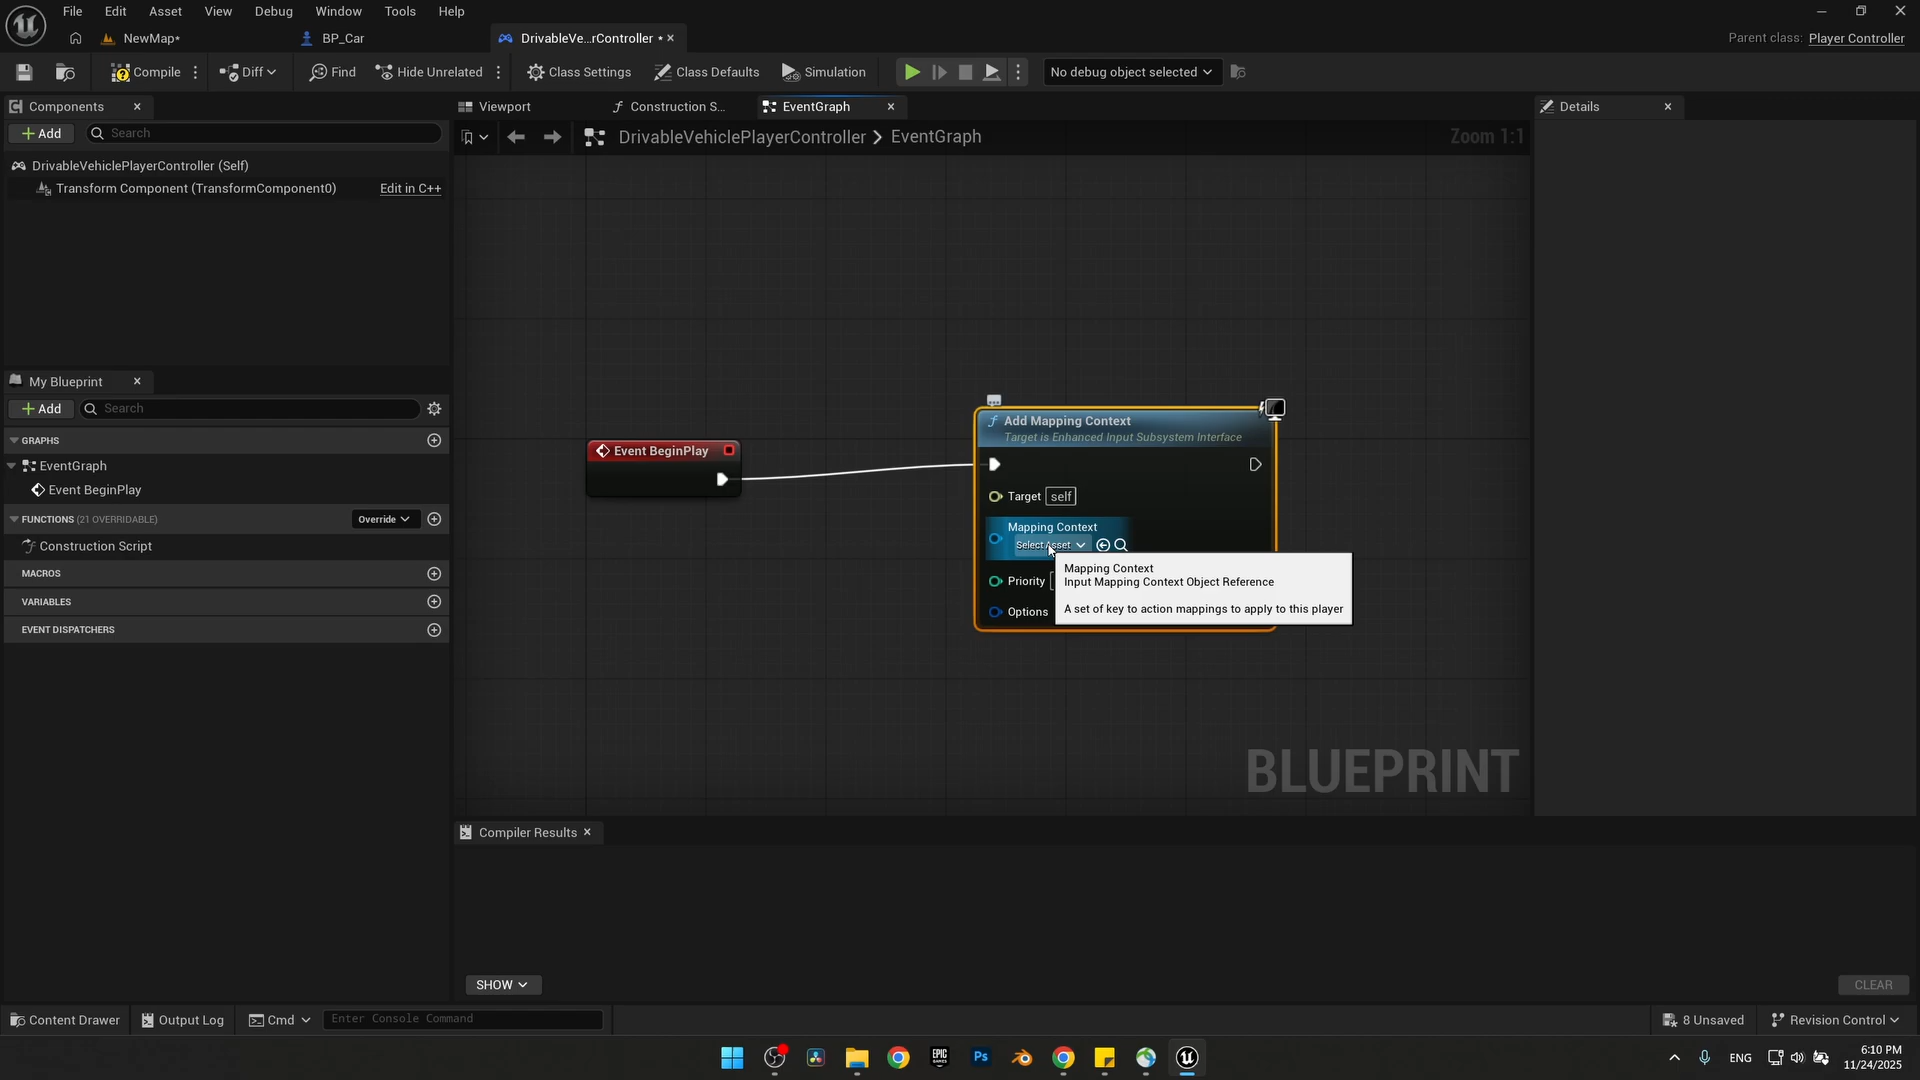 File Edit Asset View Debug Window Tools Help
NewMap*
BP_Car
DrivableVe...rController *
Parent class: Player Controller
Compile
Diff
Find
Hide Unrelated
Class Settings
Class Defaults
Simulation
No debug object selected
Components
Add
Search
DrivableVehiclePlayerController (Self)
Transform Component (TransformComponent0) Edit in C++
Viewport
Construction S...
EventGraph
DrivableVehiclePlayerController > EventGraph
Zoom 1:1
Details
My Blueprint
Add
Search
GRAPHS
EventGraph
Event BeginPlay
FUNCTIONS (21 OVERRIDABLE) Override
Construction Script
MACROS
VARIABLES
EVENT DISPATCHERS
Event BeginPlay
Add Mapping Context
Target is Enhanced Input Subsystem Interface
Target self
Mapping Context
Select Asset
Priority
Options
Mapping Context
Input Mapping Context Object Reference
A set of key to action mappings to apply to this player
BLUEPRINT
Compiler Results
SHOW
CLEAR
Content Drawer
Output Log
Cmd
Enter Console Command
8 Unsaved
Revision Control
EPIC GAMES
Ps
ENG
6:10 PM
11/24/2025